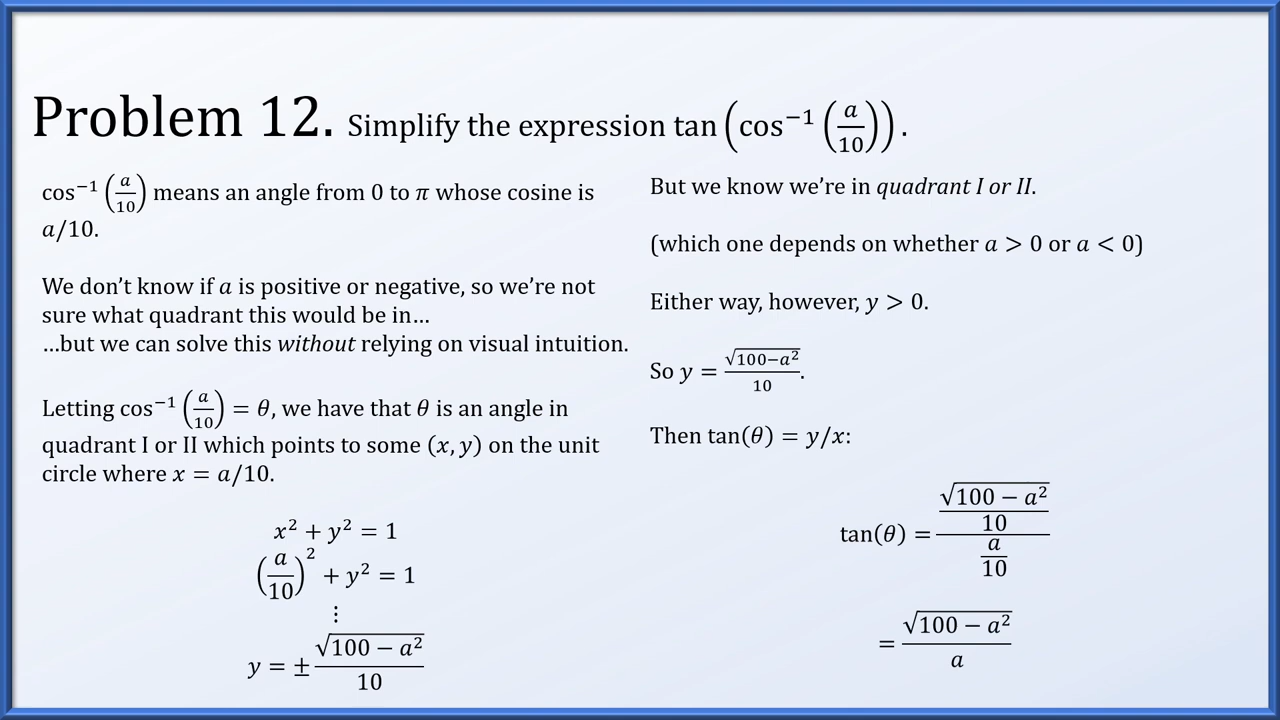 Problem 12. Simplify the expression tan(cos⁻¹(a/10)).
cos⁻¹(a/10) means an angle from 0 to π whose cosine is
a/10.
We don’t know if a is positive or negative, so we’re not
sure what quadrant this would be in…
…but we can solve this without relying on visual intuition.
Letting cos⁻¹(a/10) = θ, we have that θ is an angle in
quadrant I or II which points to some (x, y) on the unit
circle where x = a/10.
x² + y² = 1
(a/10)² + y² = 1
⋮
y = ±√(100 − a²)/10
But we know we’re in quadrant I or II.
(which one depends on whether a > 0 or a < 0)
Either way, however, y > 0.
So y = √(100−a²)/10.
Then tan(θ) = y/x:
tan(θ) = (√(100 − a²)/10)/(a/10)
= √(100 − a²)/a